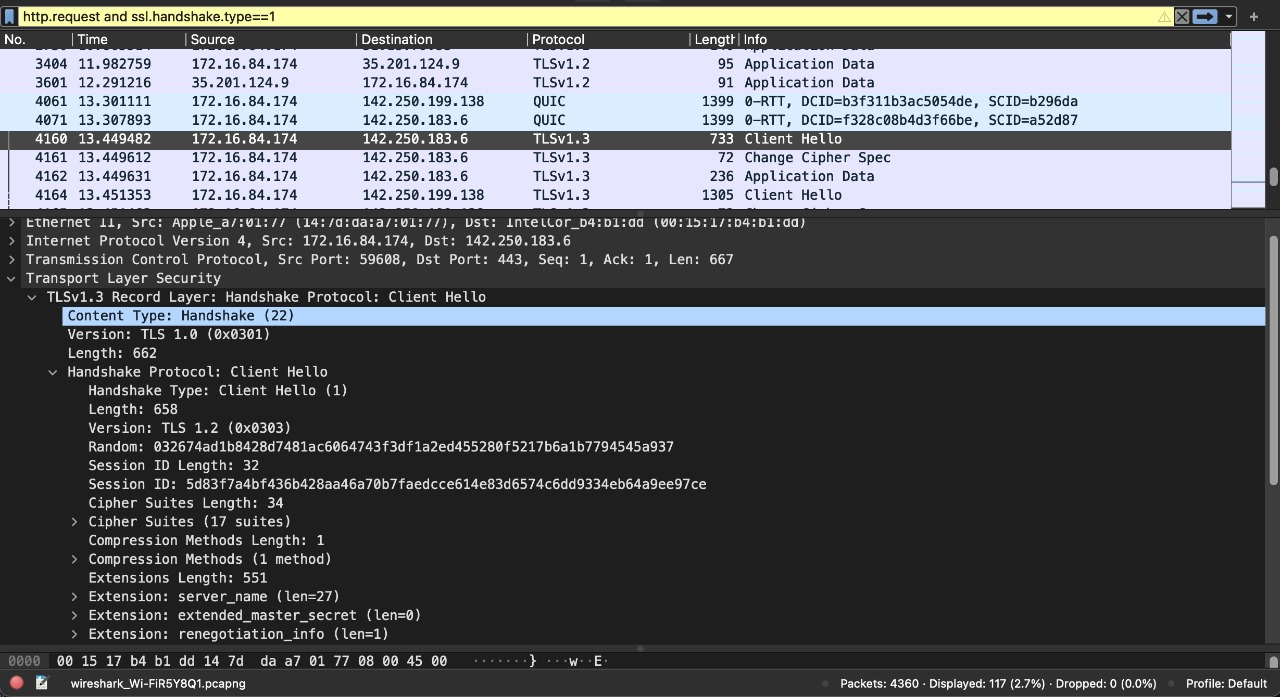 http.request and ssl.handshake.type==1
No. Time Source Destination Protocol Length Info
3404 11.982759 172.16.84.174 35.201.124.9 TLSv1.2 95 Application Data
3601 12.291216 35.201.124.9 172.16.84.174 TLSv1.2 91 Application Data
4061 13.301111 172.16.84.174 142.250.199.138 QUIC 1399 0-RTT, DCID=b3f311b3ac5054de, SCID=b296da
4071 13.307893 172.16.84.174 142.250.183.6 QUIC 1399 0-RTT, DCID=f328c08b4d3f66be, SCID=a52d87
4160 13.449482 172.16.84.174 142.250.183.6 TLSv1.3 733 Client Hello
4161 13.449612 172.16.84.174 142.250.183.6 TLSv1.3 72 Change Cipher Spec
4162 13.449631 172.16.84.174 142.250.183.6 TLSv1.3 236 Application Data
4164 13.451353 172.16.84.174 142.250.199.138 TLSv1.3 1305 Client Hello
Ethernet II, Src: Apple_a7:01:77 (14:7d:da:a7:01:77), Dst: IntelCor_b4:b1:dd (00:15:17:b4:b1:dd)
Internet Protocol Version 4, Src: 172.16.84.174, Dst: 142.250.183.6
Transmission Control Protocol, Src Port: 59608, Dst Port: 443, Seq: 1, Ack: 1, Len: 667
Transport Layer Security
TLSv1.3 Record Layer: Handshake Protocol: Client Hello
Content Type: Handshake (22)
Version: TLS 1.0 (0x0301)
Length: 662
Handshake Protocol: Client Hello
Handshake Type: Client Hello (1)
Length: 658
Version: TLS 1.2 (0x0303)
Random: 032674ad1b8428d7481ac6064743f3df1a2ed455280f5217b6a1b7794545a937
Session ID Length: 32
Session ID: 5d83f7a4bf436b428aa46a70b7faedcce614e83d6574c6dd9334eb64a9ee97ce
Cipher Suites Length: 34
Cipher Suites (17 suites)
Compression Methods Length: 1
Compression Methods (1 method)
Extensions Length: 551
Extension: server_name (len=27)
Extension: extended_master_secret (len=0)
Extension: renegotiation_info (len=1)
0000 00 15 17 b4 b1 dd 14 7d da a7 01 77 08 00 45 00 ·······} ···w··E·
wireshark_Wi-FiR5Y8Q1.pcapng Packets: 4360 · Displayed: 117 (2.7%) · Dropped: 0 (0.0%) Profile: Default